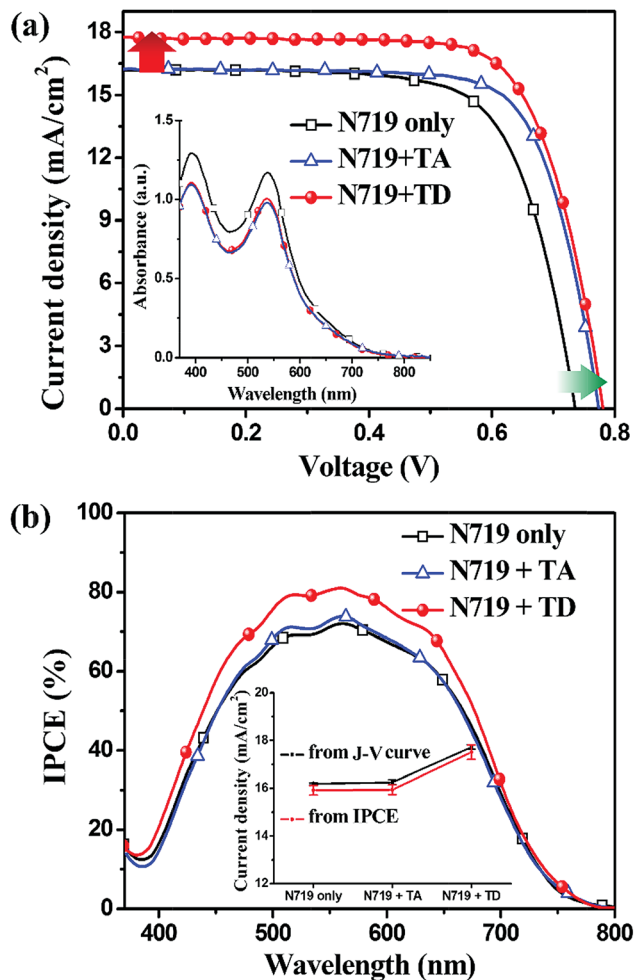 (a)
Current density (mA/cm²)
18
15
12
9
6
3
0
N719 only
N719+TA
N719+TD
Absorbance (a.u.)
1.5
1.0
0.5
0.0
400 500 600 700 800
Wavelength (nm)
0.0 0.2 0.4 0.6 0.8
Voltage (V)
(b)
IPCE (%)
100
80
60
40
20
0
N719 only
N719 + TA
N719 + TD
Current density (mA/cm²)
20
18
16
14
12
from J-V curve
from IPCE
N719 only N719 + TA N719 + TD
400 500 600 700 800
Wavelength (nm)